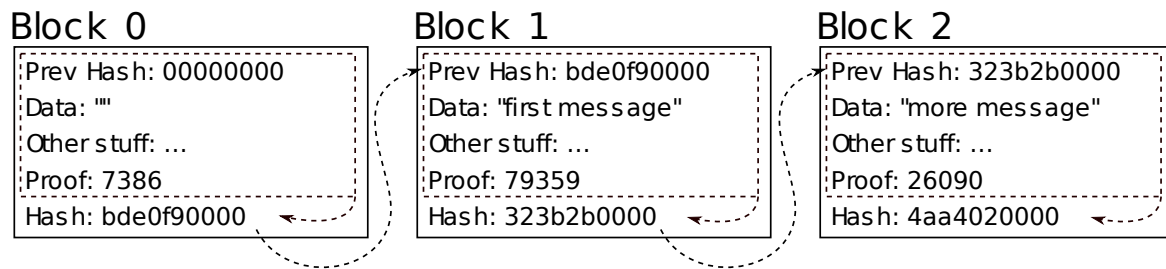 Block 0
Prev Hash: 00000000
Data: ""
Other stuff: ...
Proof: 7386
Hash: bde0f90000
Block 1
Prev Hash: bde0f90000
Data: "first message"
Other stuff: ...
Proof: 79359
Hash: 323b2b0000
Block 2
Prev Hash: 323b2b0000
Data: "more message"
Other stuff: ...
Proof: 26090
Hash: 4aa4020000